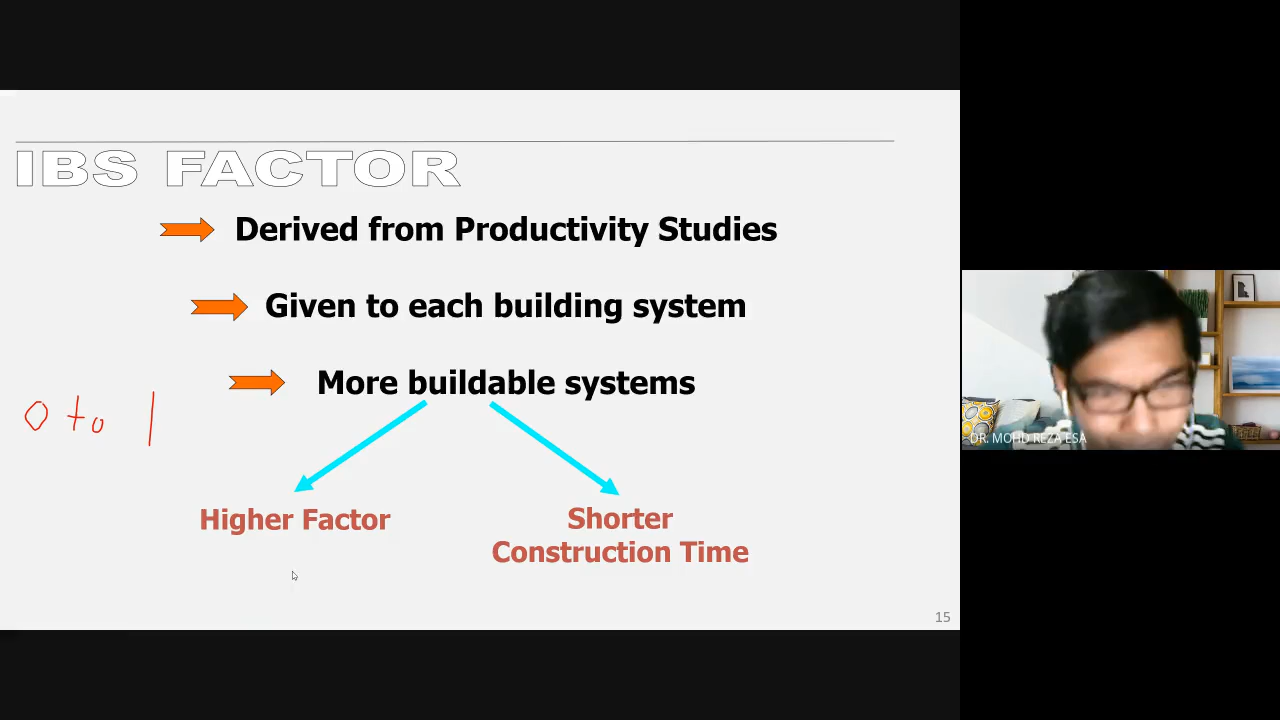 IBS FACTOR
Derived from Productivity Studies
Given to each building system
More buildable systems
0 to 1
Higher Factor
Shorter
Construction Time
15
DR. MOHD REZA ESA